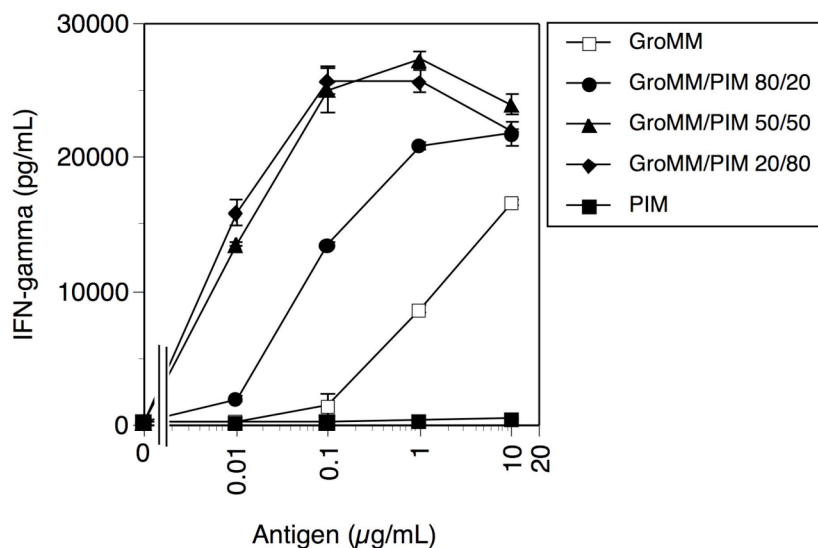 30000
20000
10000
0
IFN-gamma (pg/mL)
0
0.01
0.1
1
10
20
Antigen (µg/mL)
GroMM
GroMM/PIM 80/20
GroMM/PIM 50/50
GroMM/PIM 20/80
PIM